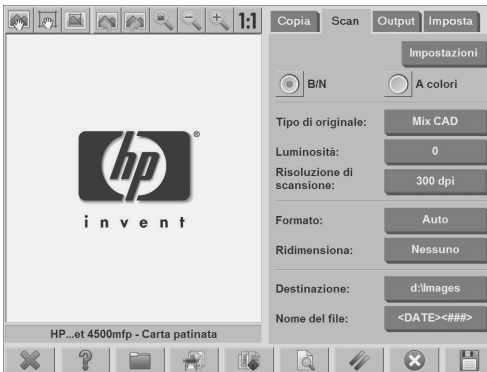 1:1
Copia Scan Output Imposta
Impostazioni
B/N A colori
Tipo di originale: Mix CAD
Luminosità: 0
Risoluzione di scansione: 300 dpi
Formato: Auto
Ridimensiona: Nessuno
Destinazione: d:\Images
Nome del file: <DATE><###>
hp ®
invent
HP...et 4500mfp - Carta patinata